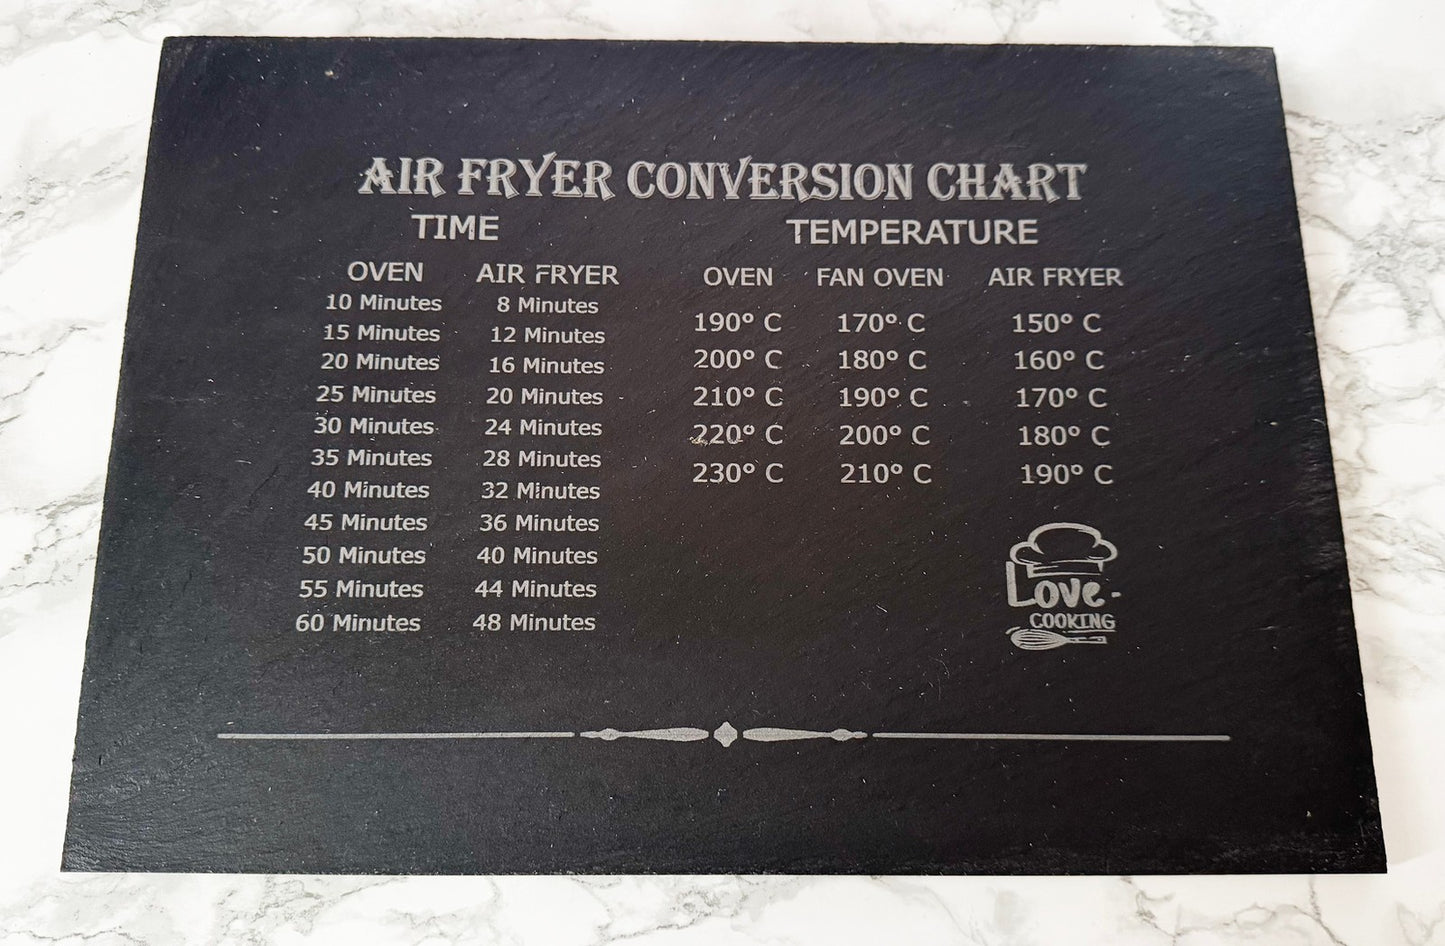 AIR FRYER CONVERSION CHART
TIME
OVEN AIR FRYER
10 Minutes 8 Minutes
15 Minutes 12 Minutes
20 Minutes 16 Minutes
25 Minutes 20 Minutes
30 Minutes 24 Minutes
35 Minutes 28 Minutes
40 Minutes 32 Minutes
45 Minutes 36 Minutes
50 Minutes 40 Minutes
55 Minutes 44 Minutes
60 Minutes 48 Minutes
TEMPERATURE
OVEN FAN OVEN AIR FRYER
190° C 170° C 150° C
200° C 180° C 160° C
210° C 190° C 170° C
220° C 200° C 180° C
230° C 210° C 190° C
Love
COOKING